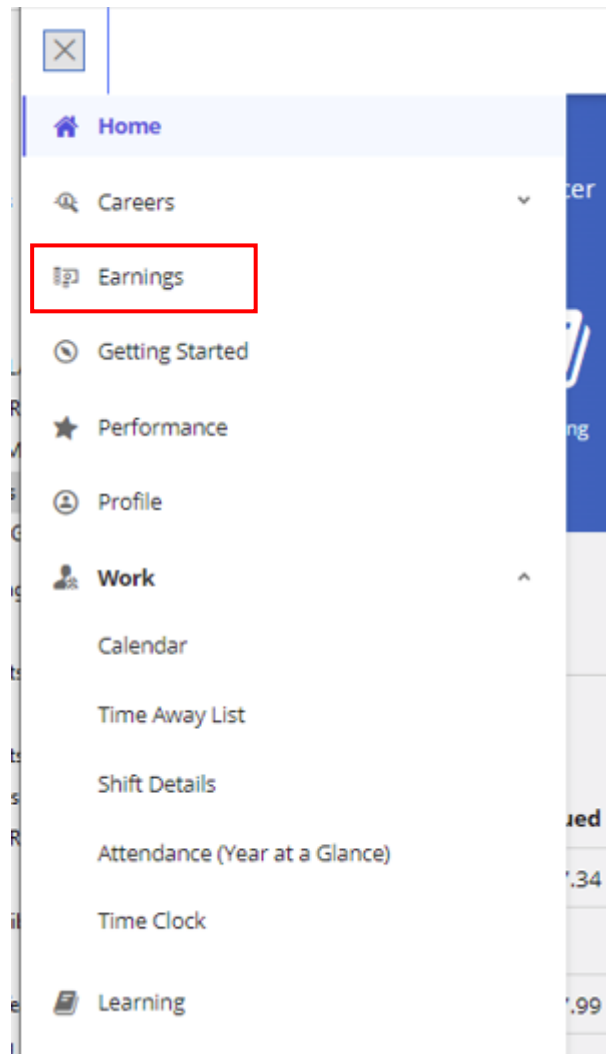 Home
Careers
Earnings
Getting Started
Performance
Profile
Work
Calendar
Time Away List
Shift Details
Attendance (Year at a Glance)
Time Clock
Learning